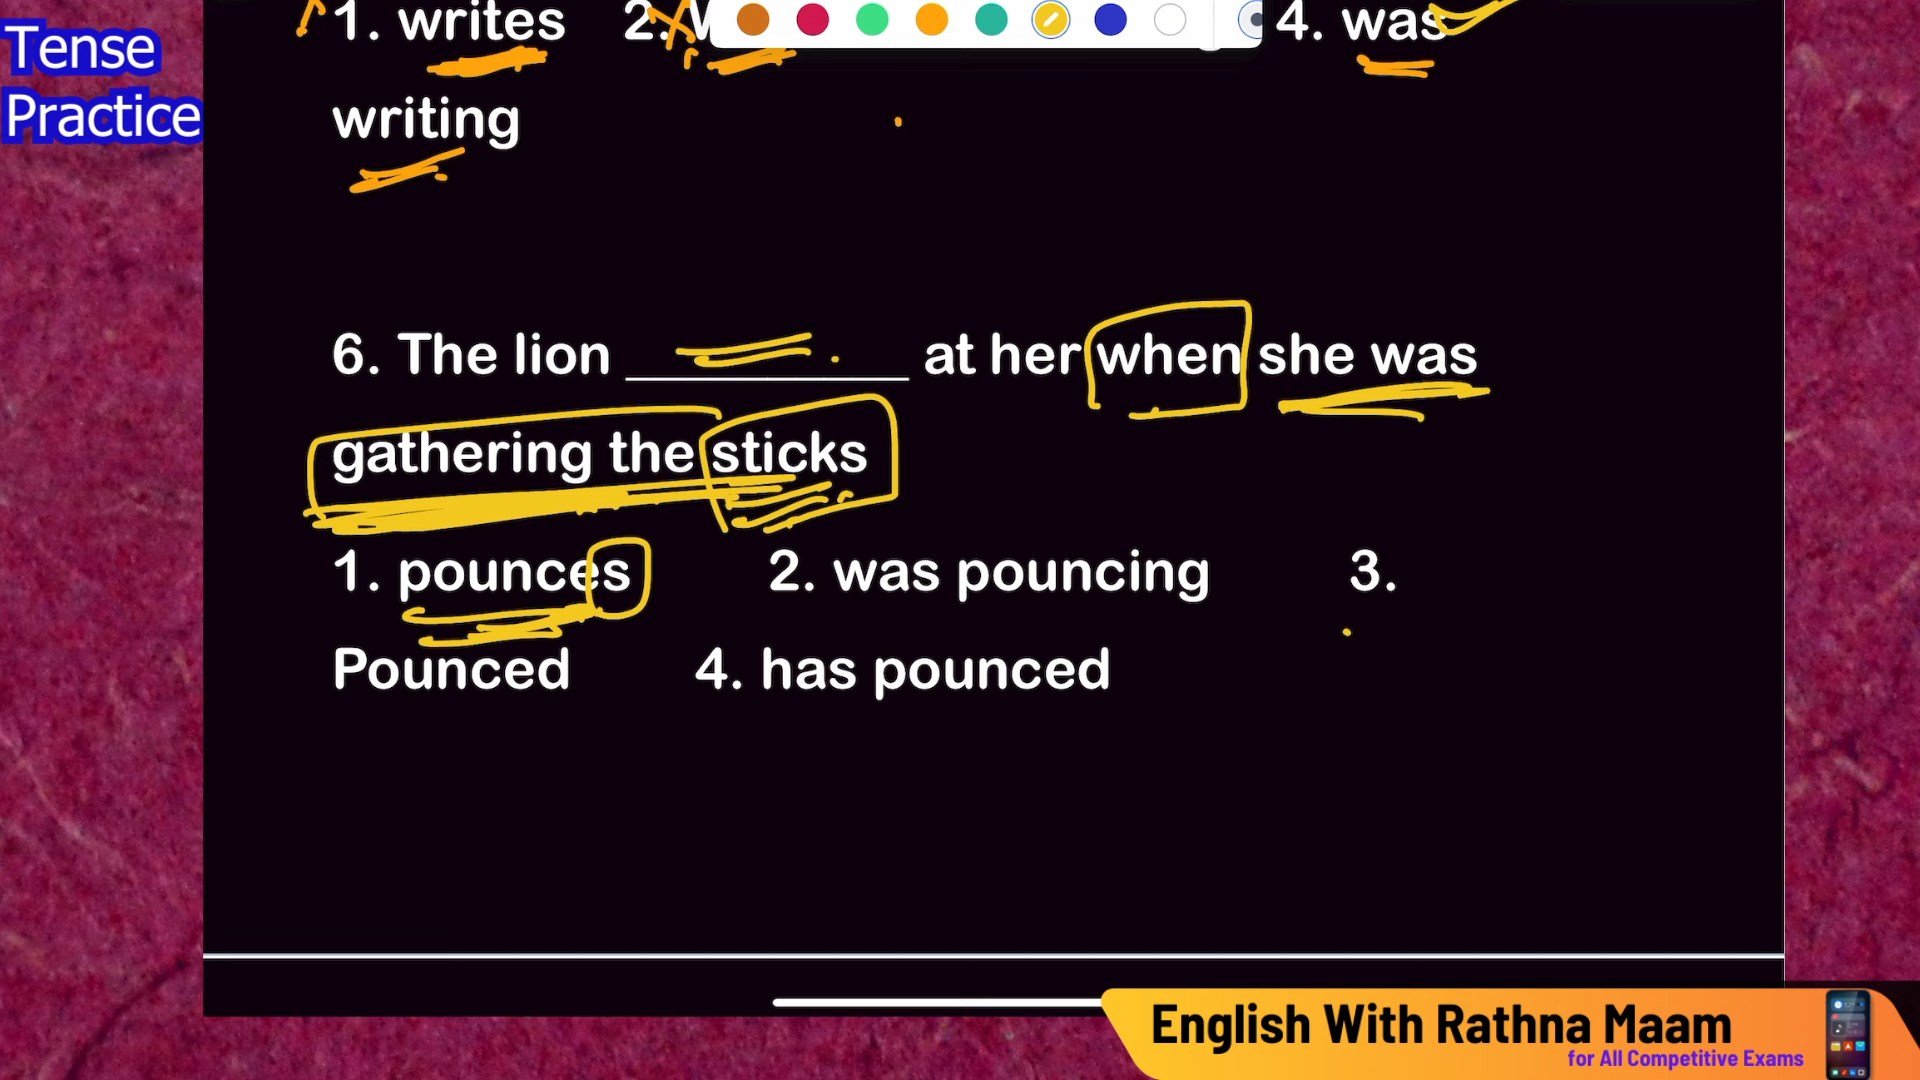 Tense
Practice
1. writes 2. 4. was
writing
6. The lion ____________ at her when she was
gathering the sticks
1. pounces 2. was pouncing 3.
Pounced 4. has pounced
English With Rathna Maam
for All Competitive Exams